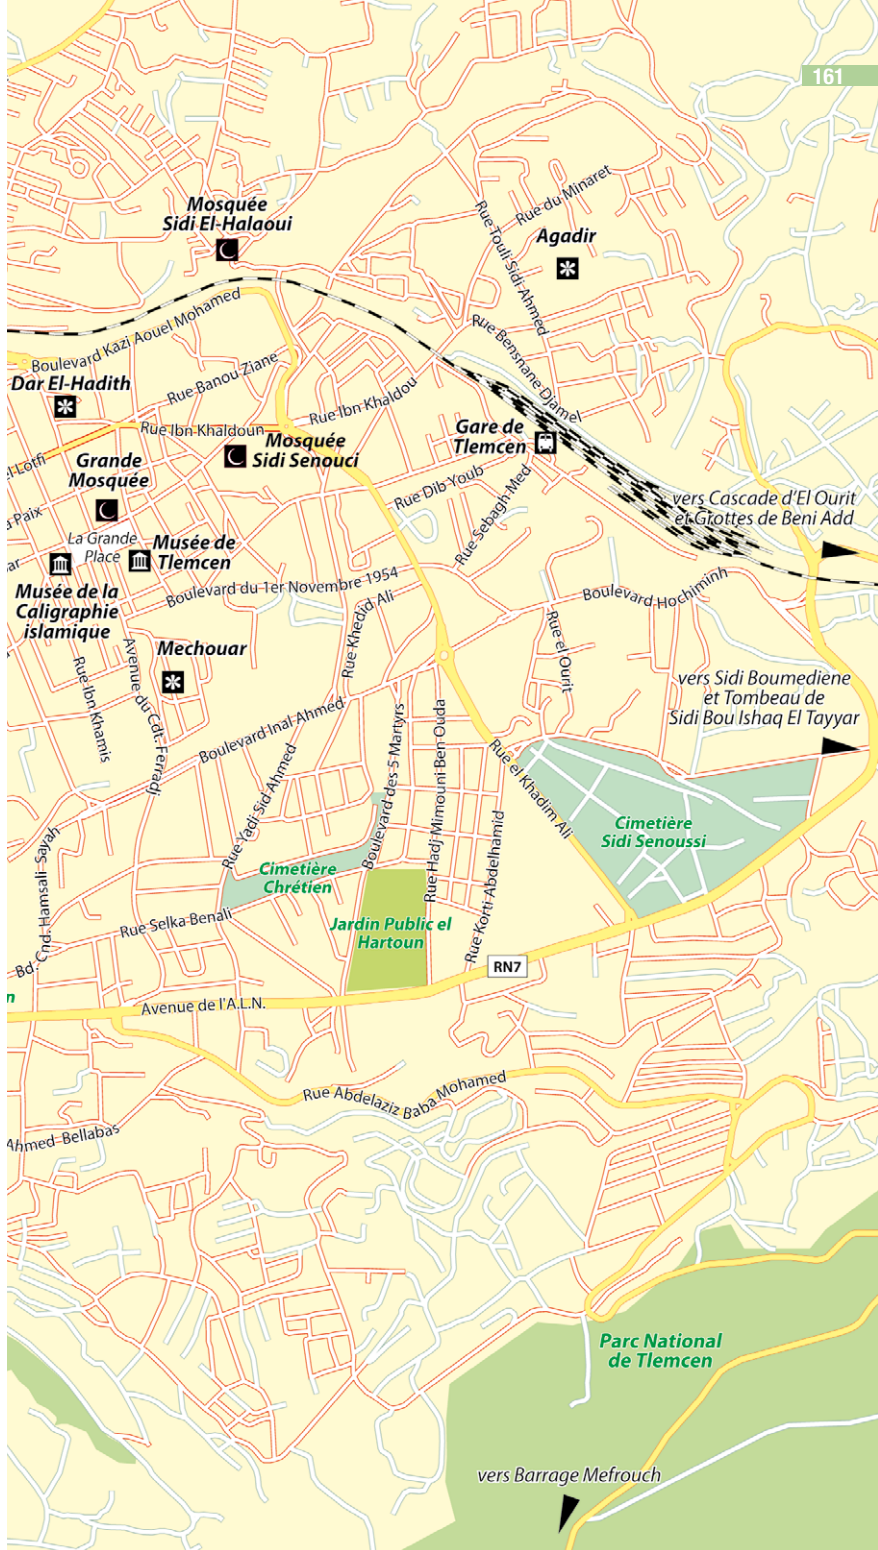 161
Mosquée
Sidi El-Halaoui
Rue du Minaret
Rue Touli Sidi Ahmed
Agadir
Boulevard Kazi Aouel Mohamed
Rue Bensnane Djamel
Dar El-Hadith
Rue Banou Ziane
Rue Ibn Khaldou
Rue Ibn Khaldoun
Mosquée
Sidi Senouci
Gare de
Tlemcen
el Lotfi
Grande
Mosquée
Rue Dib Youb
Rue Sebagh Med
vers Cascade d'El Ourit
et Grottes de Beni Add
a Paix
La Grande
Place
Musée de
Tlemcen
ar
Musée de la
Caligraphie
islamique
Boulevard du 1er Novembre 1954
Boulevard Hochiminh
Rue Khedid Ali
Rue el Ourit
Mechouar
Avenue du Cdt. Ferradj
Rue Ibn Khamis
vers Sidi Boumediene
et Tombeau de
Sidi Bou Ishaq El Tayyar
Boulevard Inal Ahmed
Boulevard des 5 Martyrs
Rue Hadj Mimouni Ben Ouda
Rue el Khadim Ali
Rue Yadi Sid Ahmed
Rue Korti Abdelhamid
Cimetière
Sidi Senoussi
Bd. Cnd. Hamsali Sayah
Cimetière
Chrétien
Rue Selka Benali
Jardin Public el
Hartoun
RN7
n
Avenue de l'A.L.N.
Rue Abdelaziz Baba Mohamed
Ahmed Bellabas
Parc National
de Tlemcen
vers Barrage Mefrouch